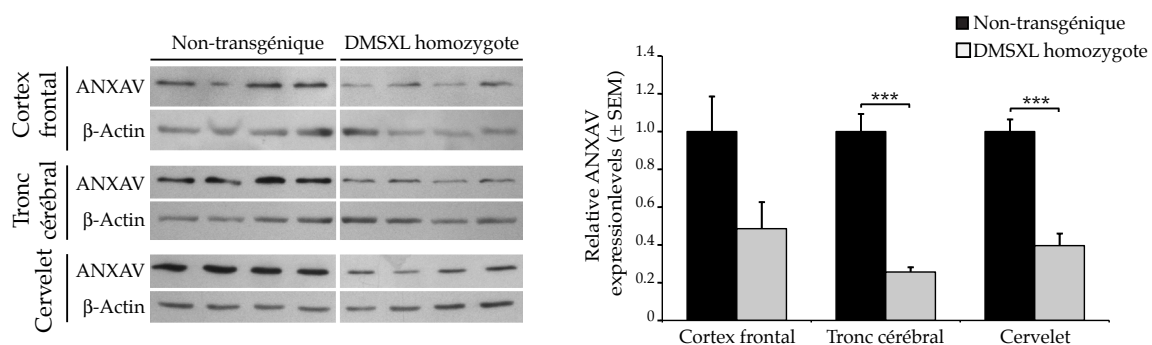 Non-transgénique DMSXL homozygote
Cortex frontal
ANXAV
β-Actin
Tronc cérébral
ANXAV
β-Actin
Cervelet
ANXAV
β-Actin
Non-transgénique
DMSXL homozygote
Relative ANXAV
expressionlevels (± SEM)
1.4
1.2
1.0
1.4
0.6
0.4
0.2
0
***
***
Cortex frontal Tronc cérébral Cervelet